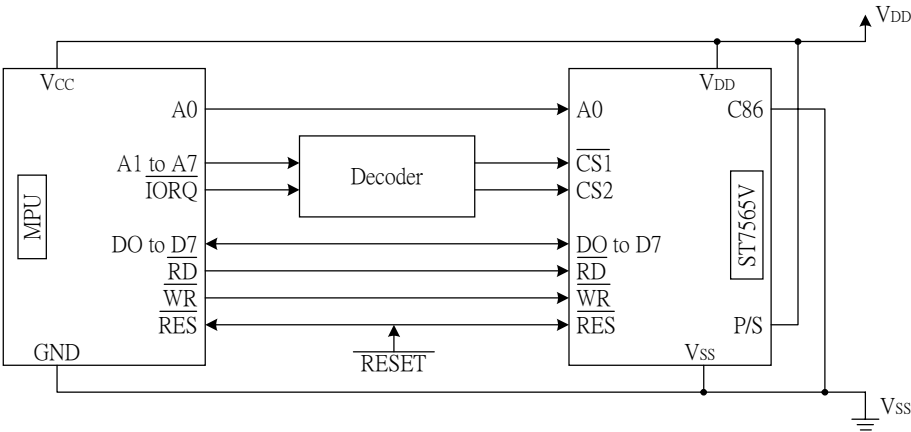 VDD
VCC
VDD
A0
A0
C86
A1 to A7
CS1
IORQ
Decoder
CS2
MPU
ST7565V
DO to D7
DO to D7
RD
RD
WR
WR
RES
RES
P/S
GND
RESET
VSS
VSS